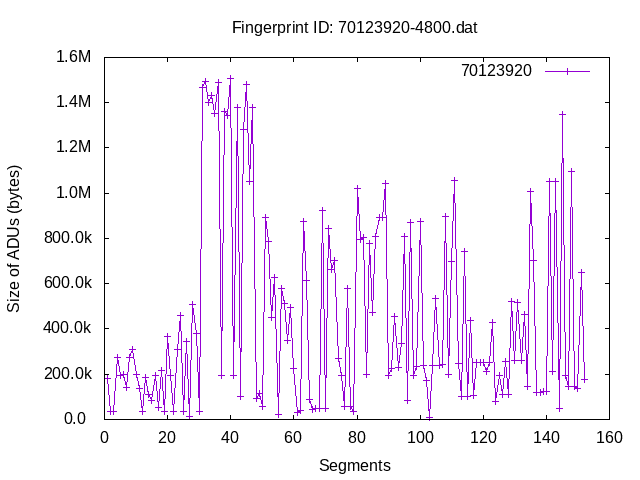 Fingerprint ID: 70123920-4800.dat
70123920
1.6M
1.4M
1.2M
1.0M
800.0k
600.0k
400.0k
200.0k
0.0
Size of ADUs (bytes)
0 20 40 60 80 100 120 140 160
Segments